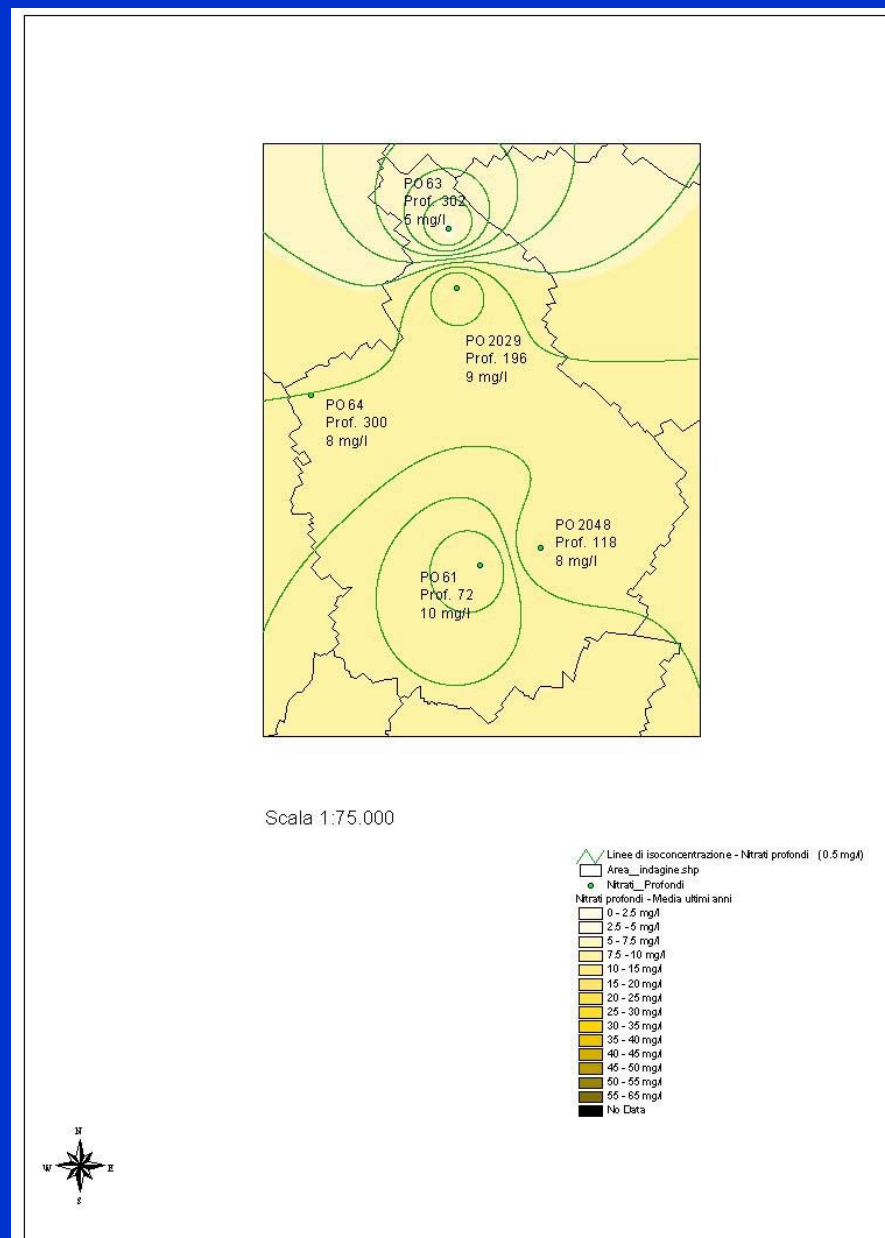 PO 63
Prof. 302
5 mg/l
PO 2029
Prof. 196
9 mg/l
PO 64
Prof. 300
8 mg/l
PO 2048
Prof. 118
8 mg/l
PO 61
Prof. 72
10 mg/l
Scala 1:75.000
Linee di isoconcentrazione - Nitrati profondi (0.5 mg/l)
Area__indagine.shp
Nitrati__Profondi
Nitrati profondi - Media ultimi anni
0 - 2.5 mg/l
2.5 - 5 mg/l
5 - 7.5 mg/l
7.5 - 10 mg/l
10 - 15 mg/l
15 - 20 mg/l
20 - 25 mg/l
25 - 30 mg/l
30 - 35 mg/l
35 - 40 mg/l
40 - 45 mg/l
45 - 50 mg/l
50 - 55 mg/l
55 - 65 mg/l
No Data
N
W E
S